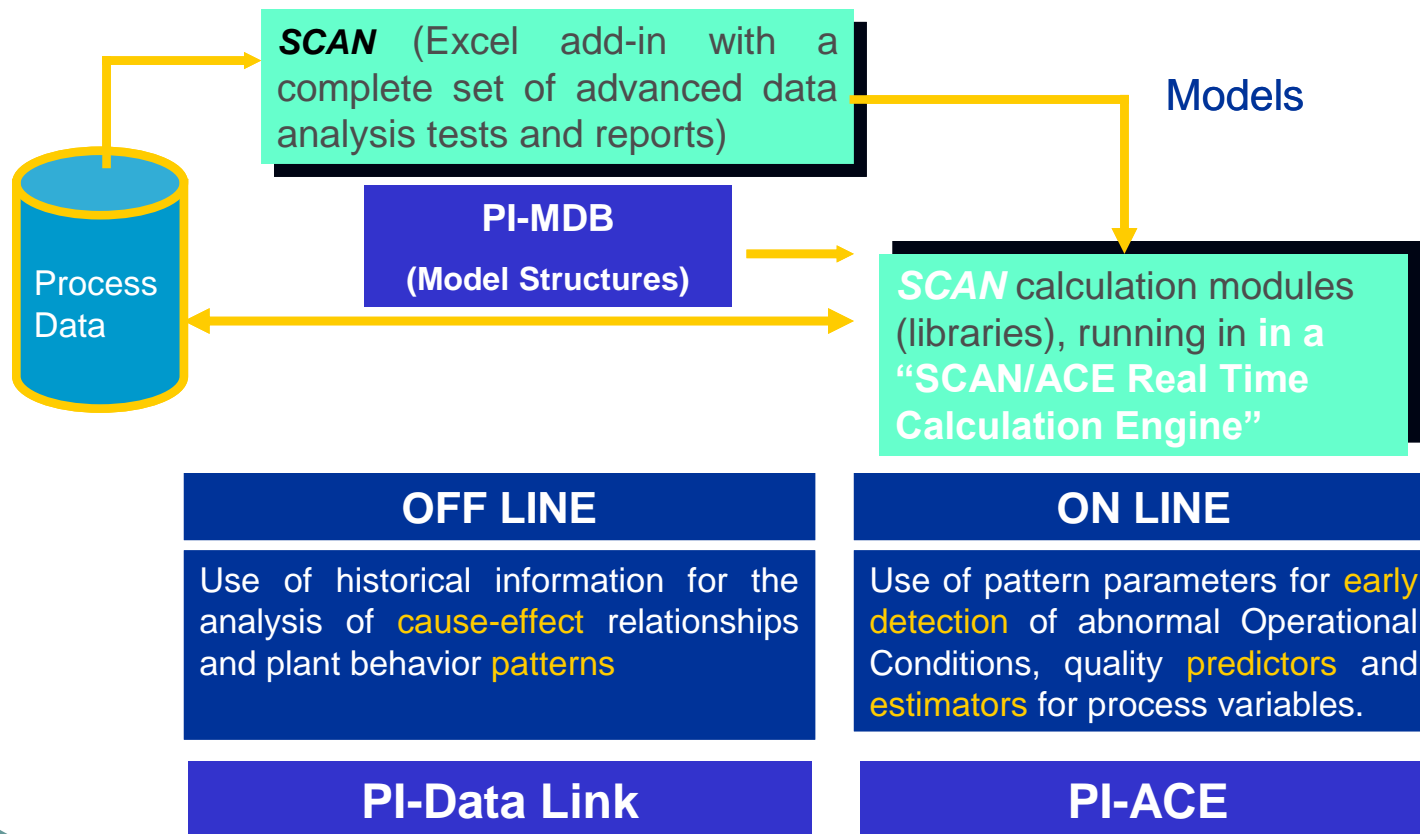 SCAN (Excel add-in with a
complete set of advanced data
analysis tests and reports)
Models
PI-MDB
(Model Structures)
Process
Data
SCAN calculation modules
(libraries), running in in a
“SCAN/ACE Real Time
Calculation Engine”
OFF LINE
Use of historical information for the
analysis of cause-effect relationships
and plant behavior patterns
ON LINE
Use of pattern parameters for early
detection of abnormal Operational
Conditions, quality predictors and
estimators for process variables.
PI-Data Link
PI-ACE